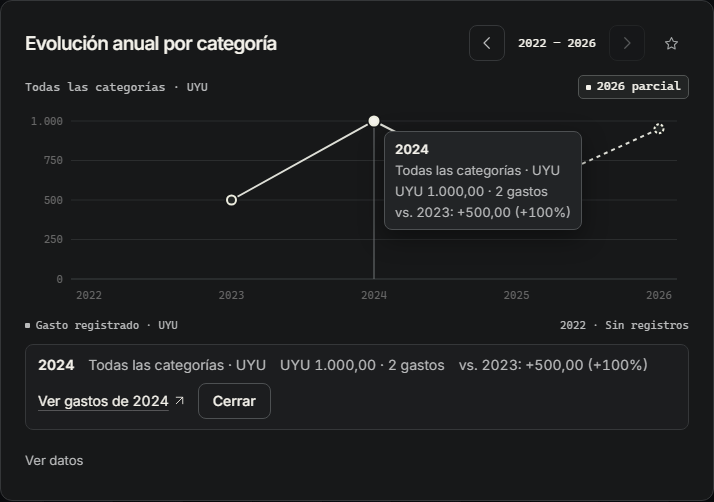 Evolución anual por categoría
2022 – 2026
Todas las categorías · UYU
2026 parcial
1.000
750
500
250
0
2024
Todas las categorías · UYU
UYU 1.000,00 · 2 gastos
vs. 2023: +500,00 (+100%)
2022 2023 2024 2025 2026
Gasto registrado · UYU
2022 · Sin registros
2024 Todas las categorías · UYU UYU 1.000,00 · 2 gastos vs. 2023: +500,00 (+100%)
Ver gastos de 2024 Cerrar
Ver datos